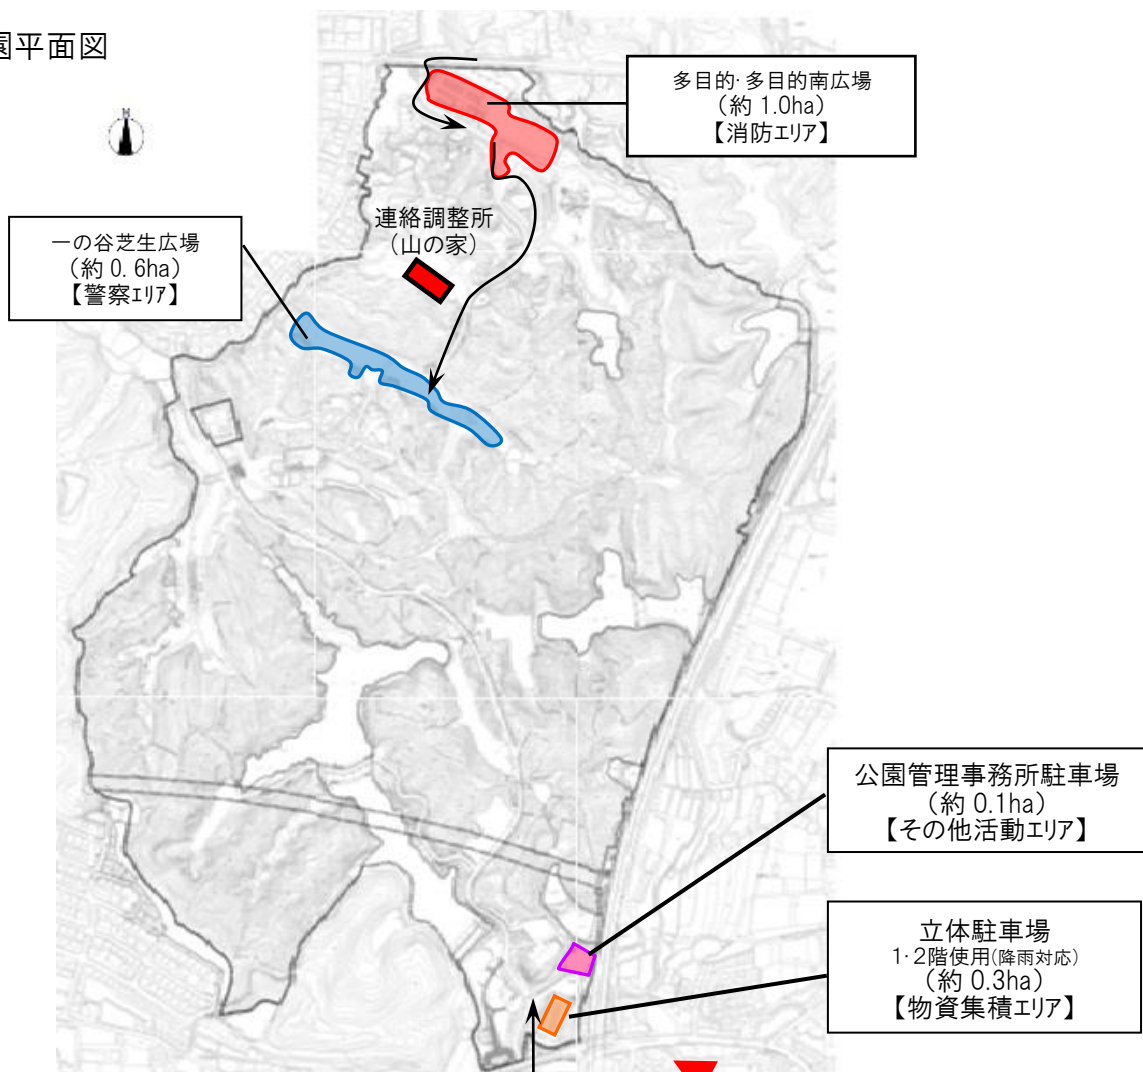 園平面図
N
多目的・多目的南広場
（約 1.0ha）
【消防エリア】
連絡調整所
（山の家）
一の谷芝生広場
（約 0.6ha）
【警察エリア】
公園管理事務所駐車場
（約 0.1ha）
【その他活動エリア】
立体駐車場
1・2階使用(降雨対応)
（約 0.3ha）
【物資集積エリア】